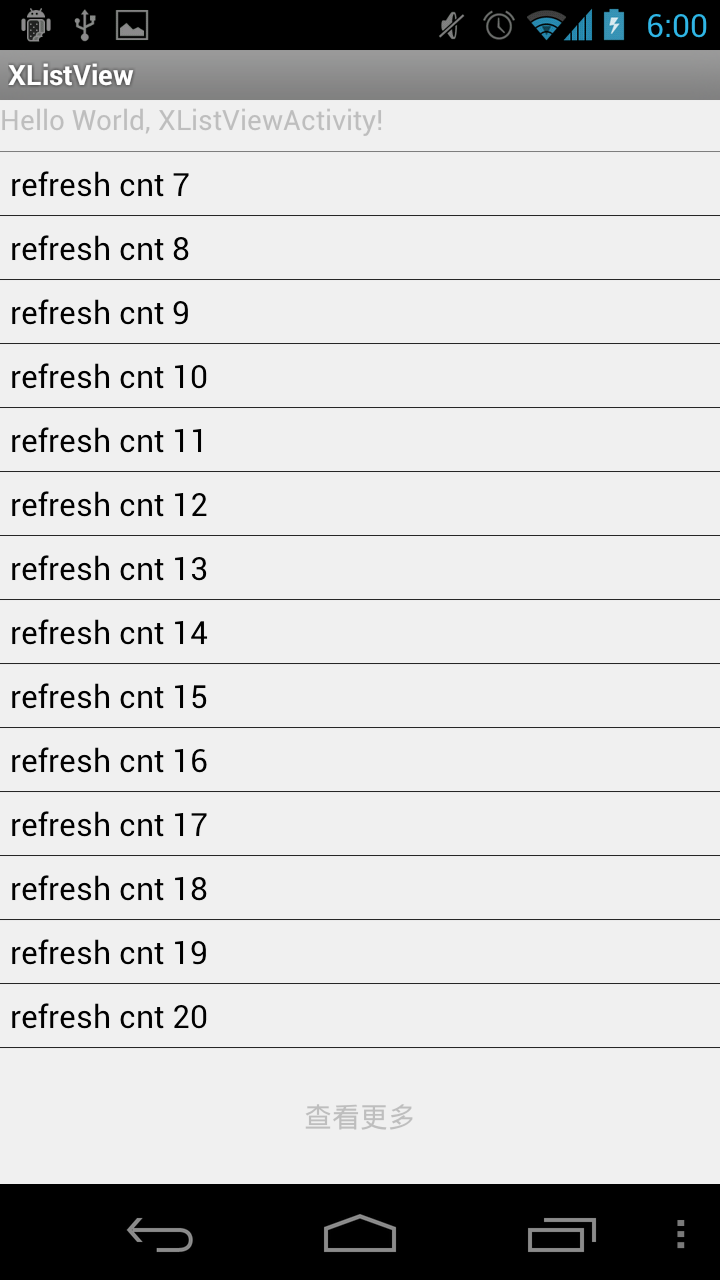 6:00
XListView
Hello World, XListViewActivity!
refresh cnt 7
refresh cnt 8
refresh cnt 9
refresh cnt 10
refresh cnt 11
refresh cnt 12
refresh cnt 13
refresh cnt 14
refresh cnt 15
refresh cnt 16
refresh cnt 17
refresh cnt 18
refresh cnt 19
refresh cnt 20
查看更多